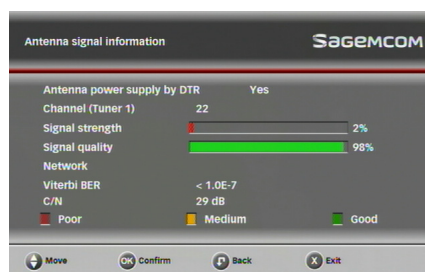 Antenna signal information
SAGEMCOM
Antenna power supply by DTR Yes
Channel (Tuner 1) 22
Signal strength 2%
Signal quality 98%
Network
Viterbi BER < 1.0E-7
C/N 29 dB
Poor Medium Good
Move OK Confirm Back X Exit